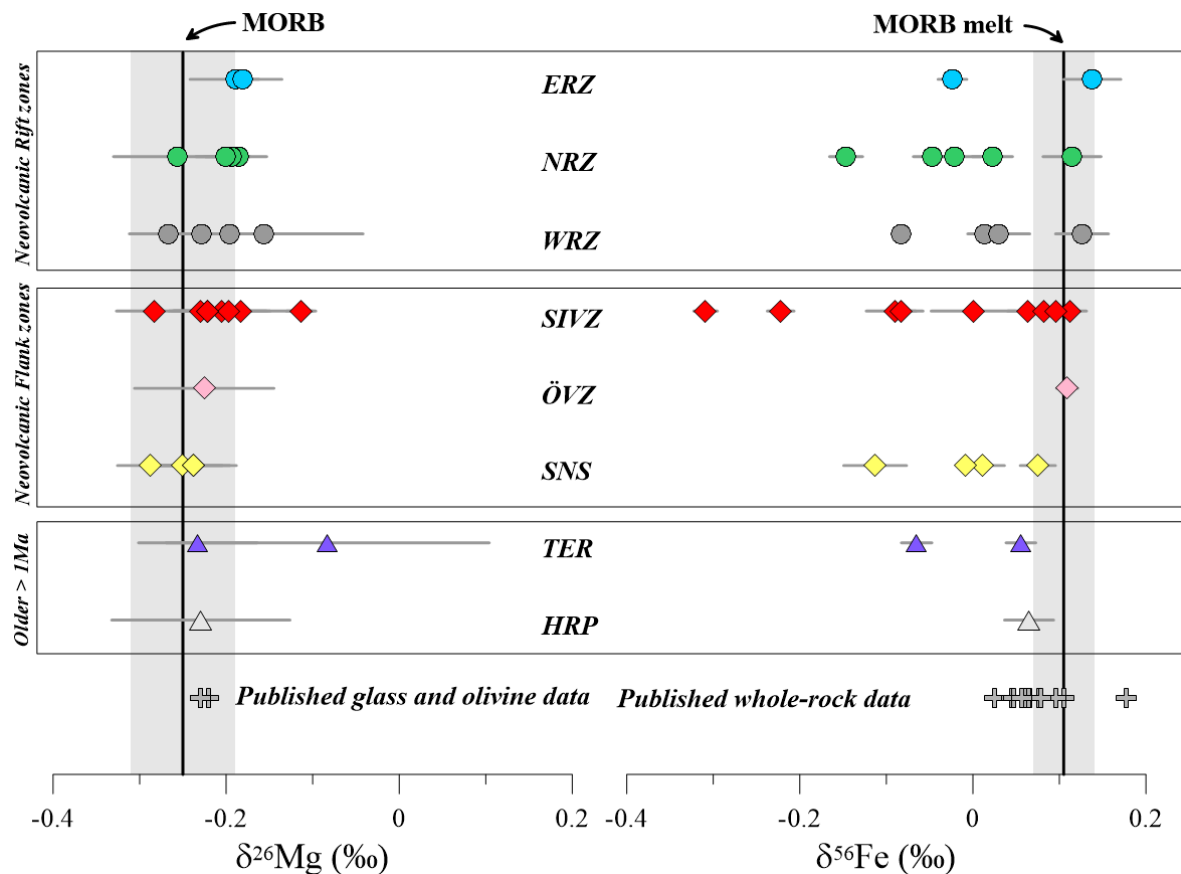 MORB
MORB melt
Neovolcanic Rift zones
ERZ
NRZ
WRZ
Neovolcanic Flank zones
SIVZ
ÖVZ
SNS
Older > 1Ma
TER
HRP
Published glass and olivine data
Published whole-rock data
-0.4 -0.2 0 0.2
-0.4 -0.2 0 0.2
δ²⁶Mg (‰)
δ⁵⁶Fe (‰)